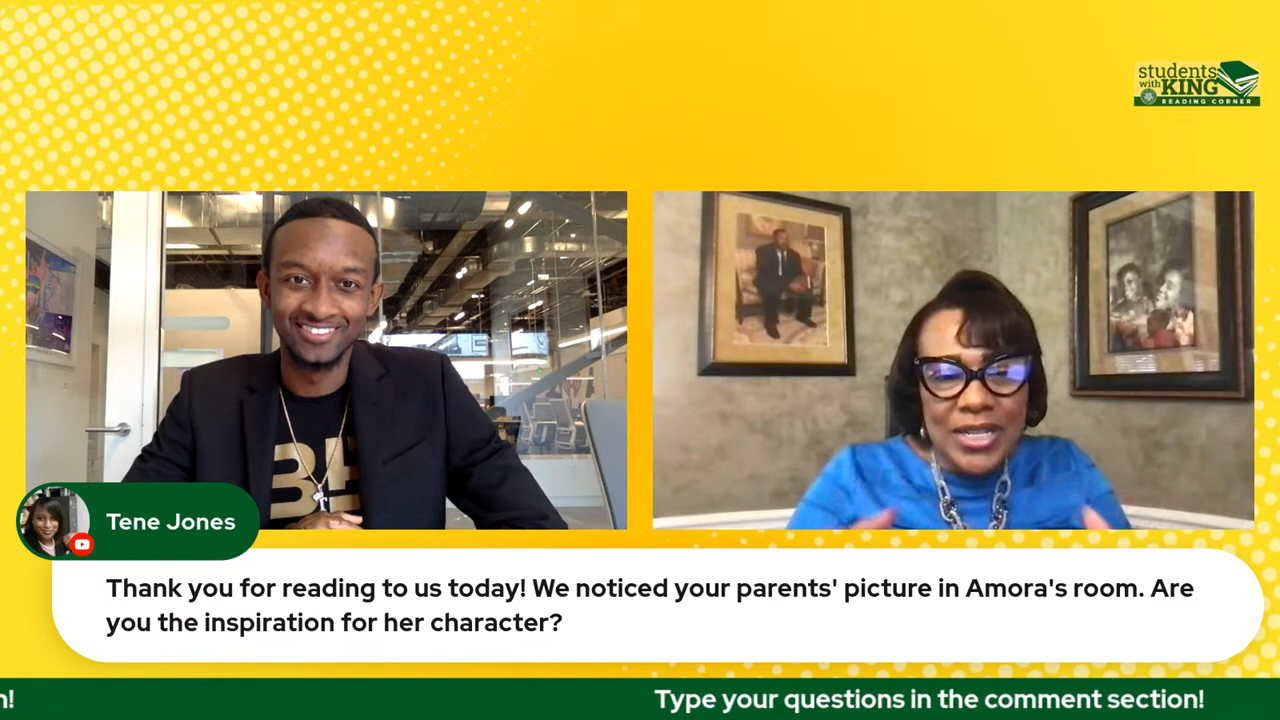 students
with KING
READING CORNER
BE
Tene Jones
Thank you for reading to us today! We noticed your parents' picture in Amora's room. Are
you the inspiration for her character?
n!
Type your questions in the comment section!